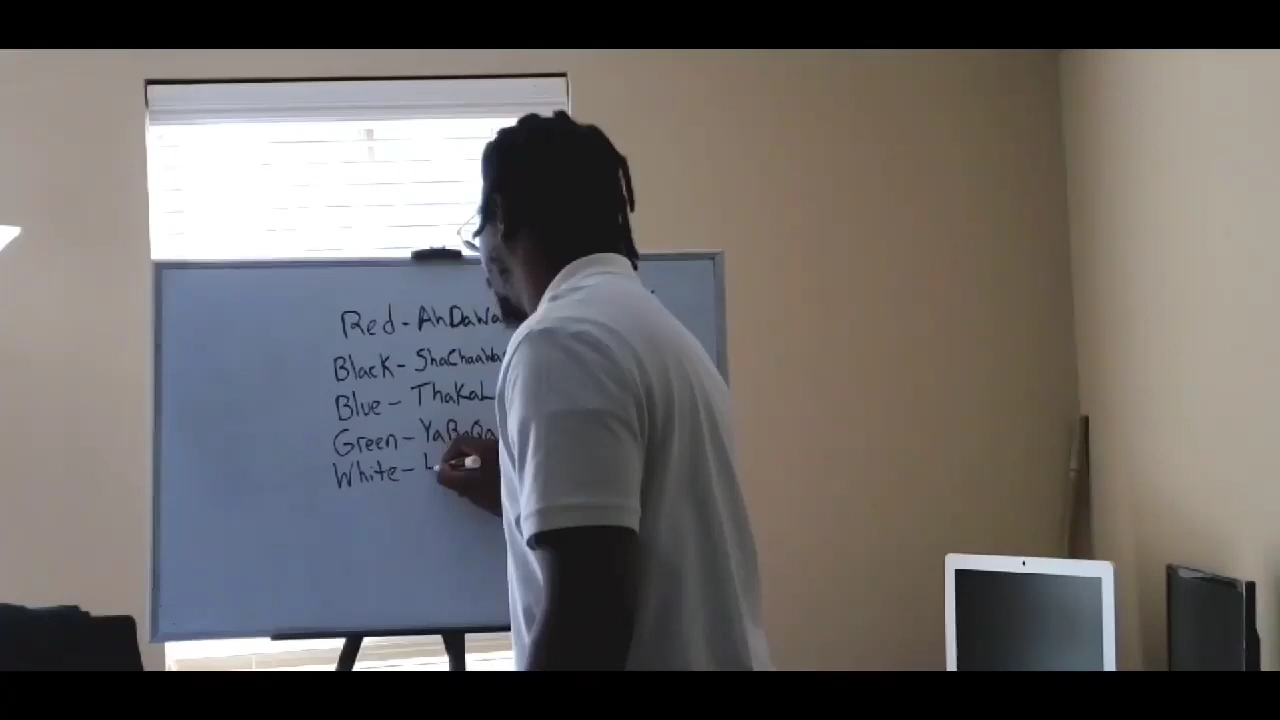 Red - AhDaWa
Black - ShaChaaWa
Blue - ThaKaL
Green - YaRaQa
White - L